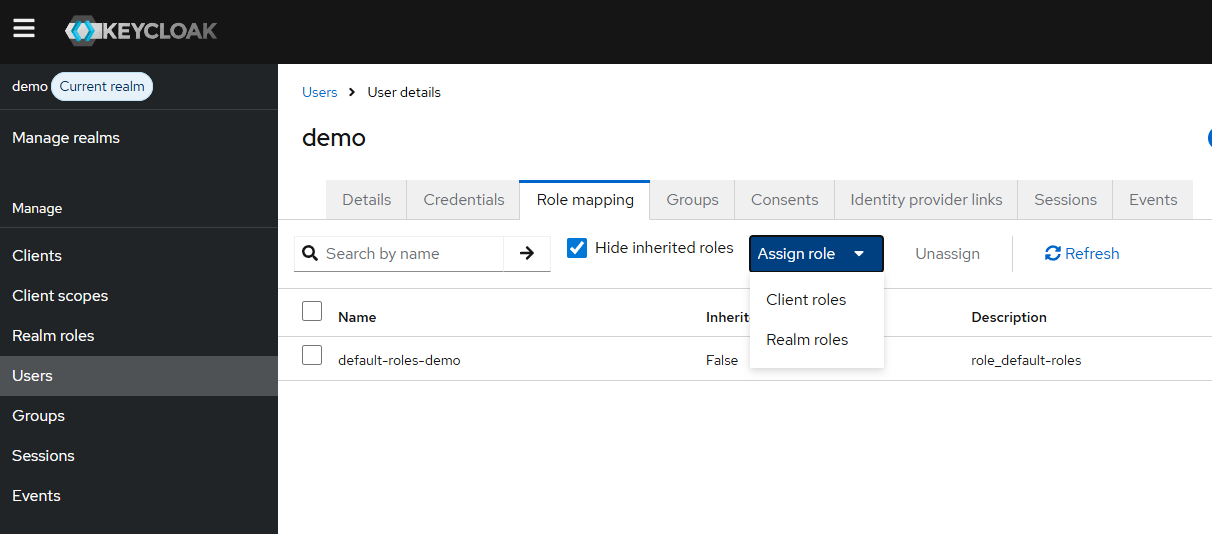 KEYCLOAK
demo Current realm
Manage realms
Manage
Clients
Client scopes
Realm roles
Users
Groups
Sessions
Events
Users User details
demo
Details Credentials Role mapping Groups Consents Identity provider links Sessions Events
Search by name Hide inherited roles Assign role Unassign Refresh
Client roles
Realm roles
Name Description
default-roles-demo False role_default-roles